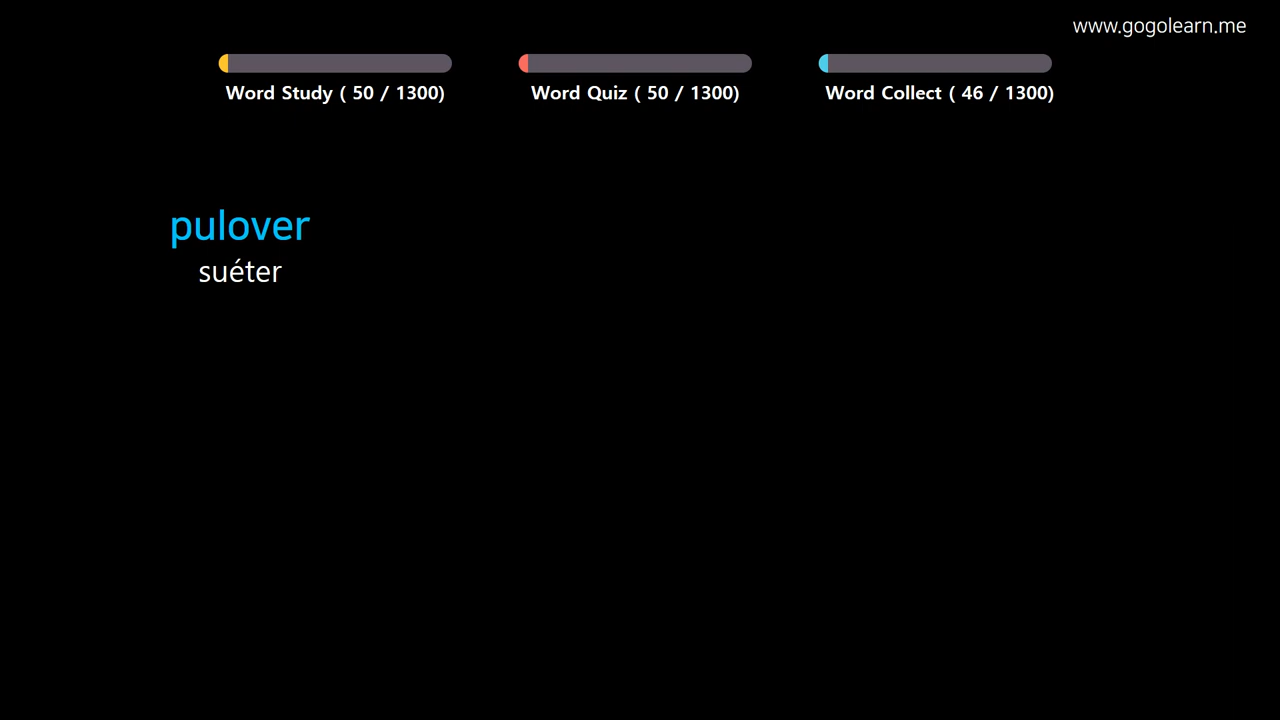 www.gogolearn.me
Word Study ( 50 / 1300)
Word Quiz ( 50 / 1300)
Word Collect ( 46 / 1300)
pulover
suéter